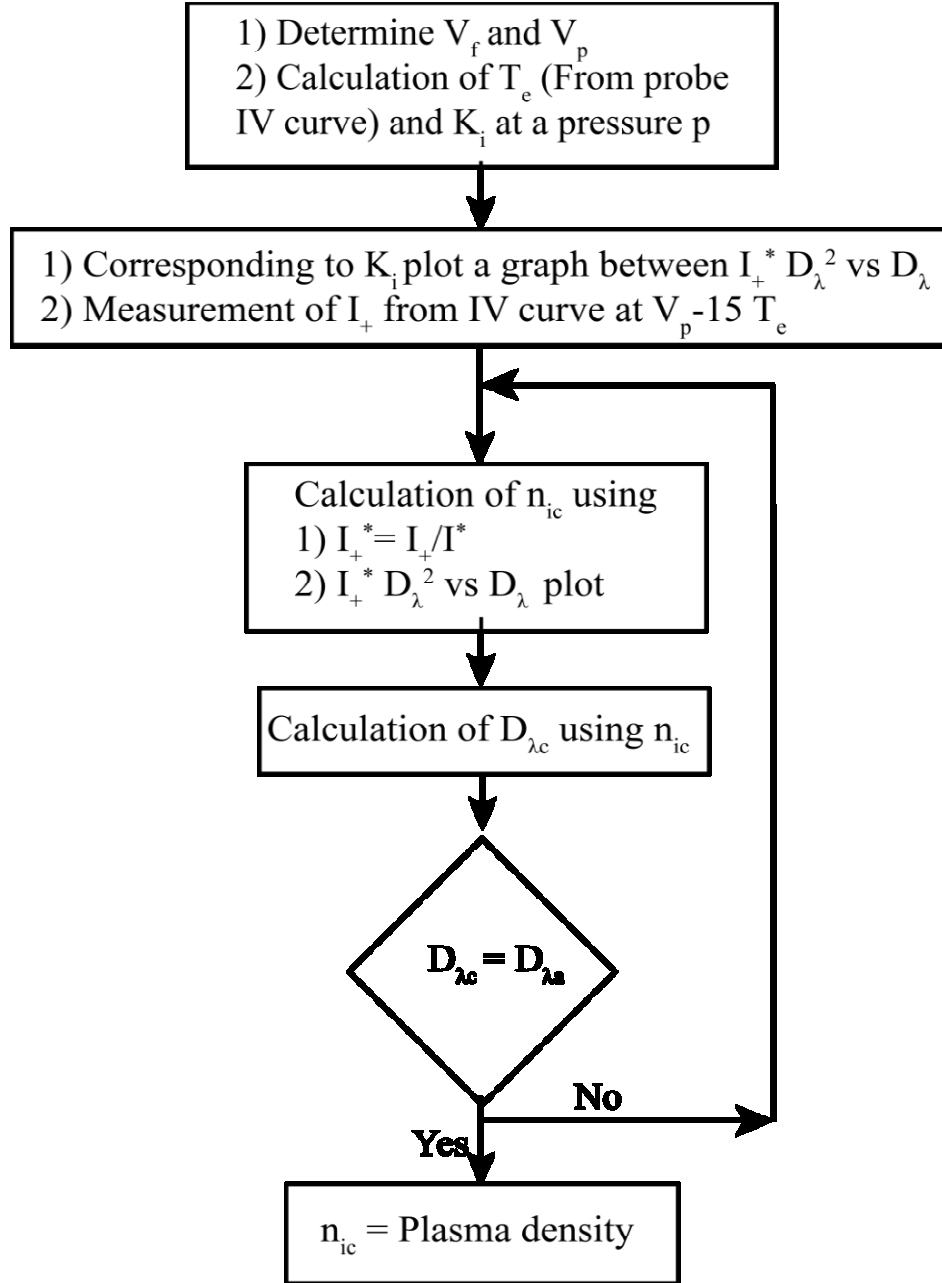 1) Determine V_f and V_p
2) Calculation of T_e (From probe
IV curve) and K_i at a pressure p
1) Corresponding to K_i plot a graph between I_+^* D_λ^2 vs D_λ
2) Measurement of I_+ from IV curve at V_p-15 T_e
Calculation of n_ic using
1) I_+^*= I_+/I^*
2) I_+^* D_λ^2 vs D_λ plot
Calculation of D_λc using n_ic
D_λc = D_λa
No
Yes
n_ic = Plasma density